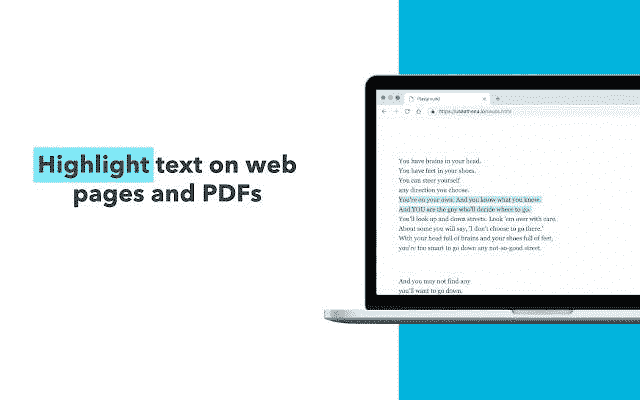 Highlight text on web
pages and PDFs
Playground
You have brains in your head.
You have feet in your shoes.
You can steer yourself
any direction you choose.
You're on your own. And you know what you know.
And YOU are the guy who'll decide where to go.
You'll look up and down streets. Look 'em over with care.
About some you will say, 'I don't choose to go there.'
With your head full of brains and your shoes full of feet,
you're too smart to go down any not-so-good street.
And you may not find any
you'll want to go down.